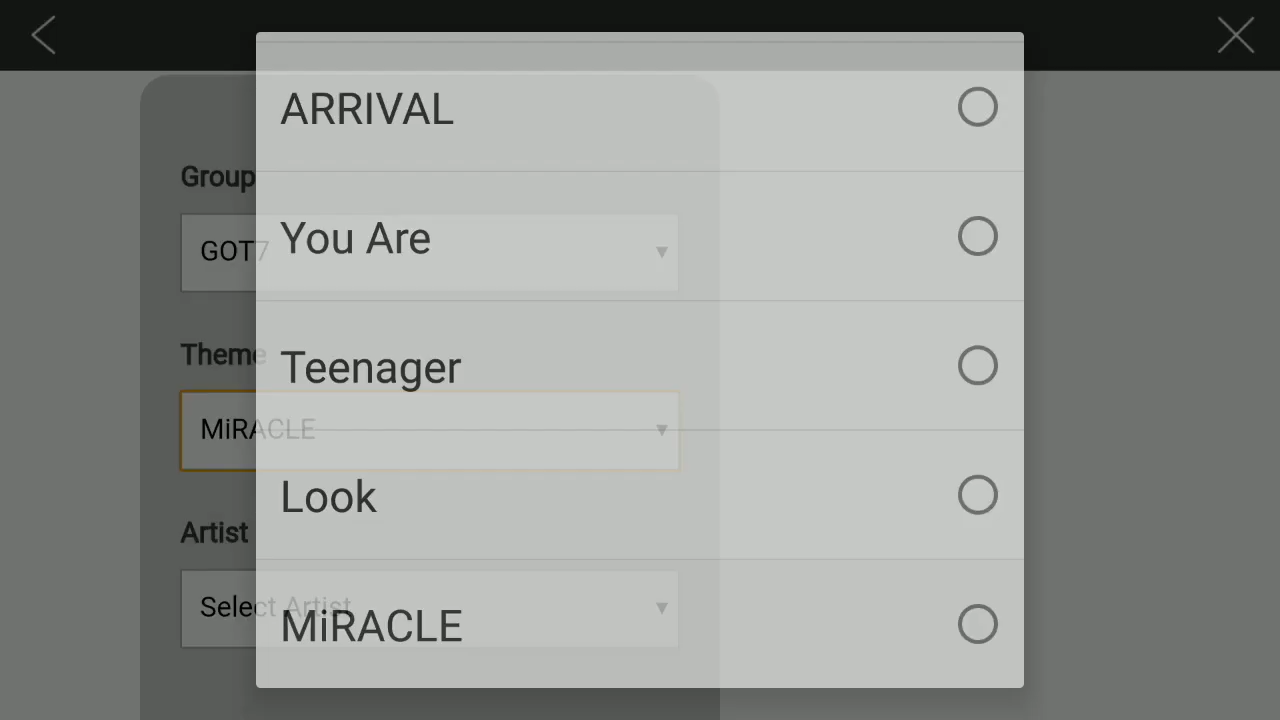 ARRIVAL
Group
You Are
GOT7
Theme
Teenager
MiRACLE
Look
Artist
Select Artist
MiRACLE